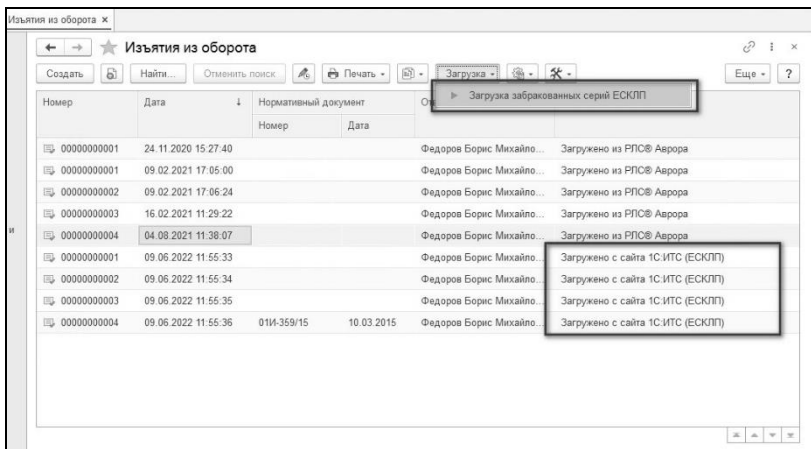 Изъятия из оборота ×
Изъятия из оборота
Создать Найти... Отменить поиск Печать Загрузка Еще ?
Загрузка забракованных серий ЕСКЛП
Номер Дата ↓ Нормативный документ
Номер Дата
00000000001 24.11.2020 15:27:40 Федоров Борис Михайло... Загружено из РЛС® Аврора
00000000001 09.02.2021 17:05:00 Федоров Борис Михайло... Загружено из РЛС® Аврора
00000000002 09.02.2021 17:06:24 Федоров Борис Михайло... Загружено из РЛС® Аврора
00000000003 16.02.2021 11:29:22 Федоров Борис Михайло... Загружено из РЛС® Аврора
00000000004 04.08.2021 11:38:07 Федоров Борис Михайло... Загружено из РЛС® Аврора
00000000001 09.06.2022 11:55:33 Федоров Борис Михайло... Загружено с сайта 1С:ИТС (ЕСКЛП)
00000000002 09.06.2022 11:55:34 Федоров Борис Михайло... Загружено с сайта 1С:ИТС (ЕСКЛП)
00000000003 09.06.2022 11:55:35 Федоров Борис Михайло... Загружено с сайта 1С:ИТС (ЕСКЛП)
00000000004 09.06.2022 11:55:36 01И-359/15 10.03.2015 Федоров Борис Михайло... Загружено с сайта 1С:ИТС (ЕСКЛП)